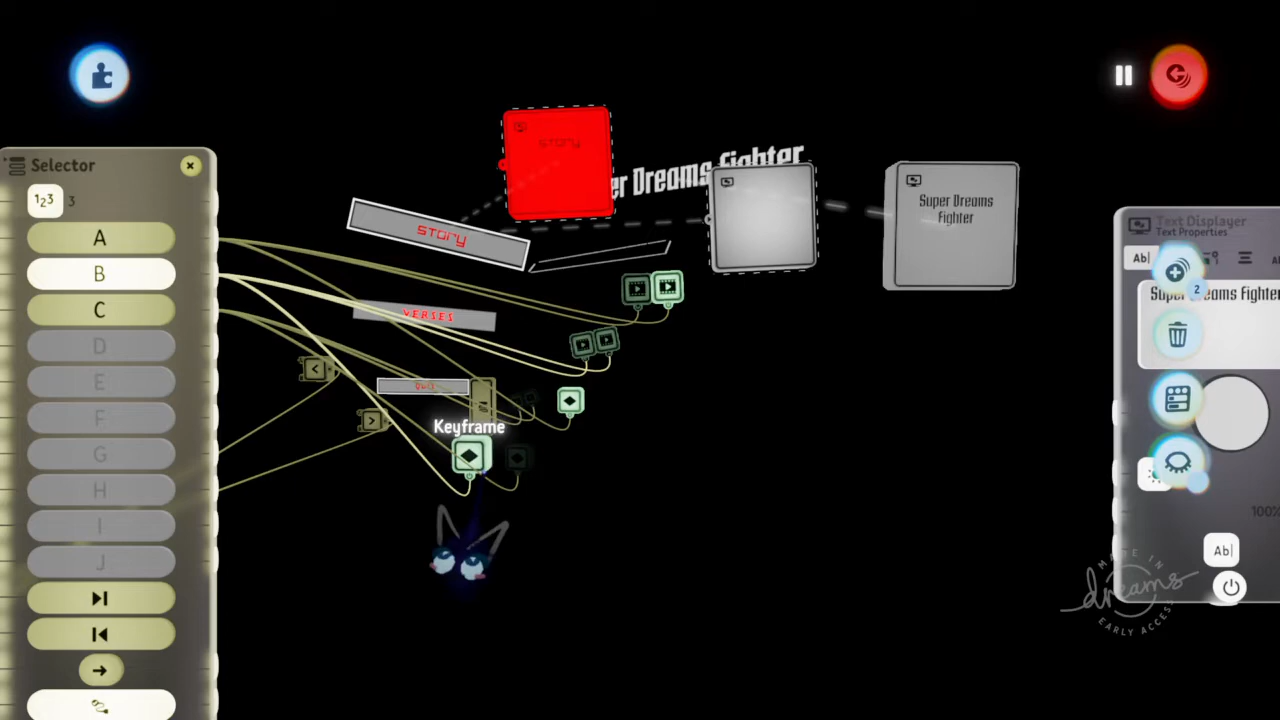 Selector
1₂3 3
A
B
C
D
E
F
G
H
I
J
STORY
er Dreams Fighter
STORY
VERSES
Keyframe
Super Dreams
Fighter
Text Displayer
Text Properties
Ab|
2
Super Dreams Fighter
100%
Ab|
MADE IN
dreams
EARLY ACCESS